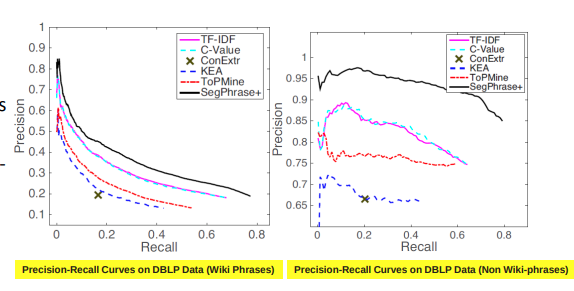 1
0.9
0.8
0.7
0.6
0.5
0.4
0.3
0.2
0.1
Precision
0
0.2
0.4
0.6
0.8
Recall
TF-IDF
C-Value
ConExtr
KEA
ToPMine
SegPhrase+
1
0.95
0.9
0.85
0.8
0.75
0.7
0.65
Precision
0
0.2
0.4
0.6
0.8
Recall
TF-IDF
C-Value
ConExtr
KEA
ToPMine
SegPhrase+
Precision-Recall Curves on DBLP Data (Wiki Phrases)
Precision-Recall Curves on DBLP Data (Non Wiki-phrases)